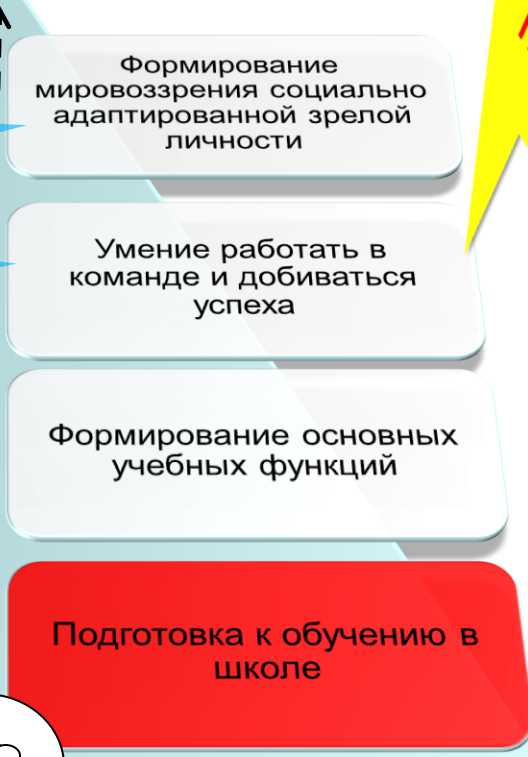 Формирование
мировоззрения социально
адаптированной зрелой
личности
Умение работать в
команде и добиваться
успеха
Формирование основных
учебных функций
Подготовка к обучению в
школе